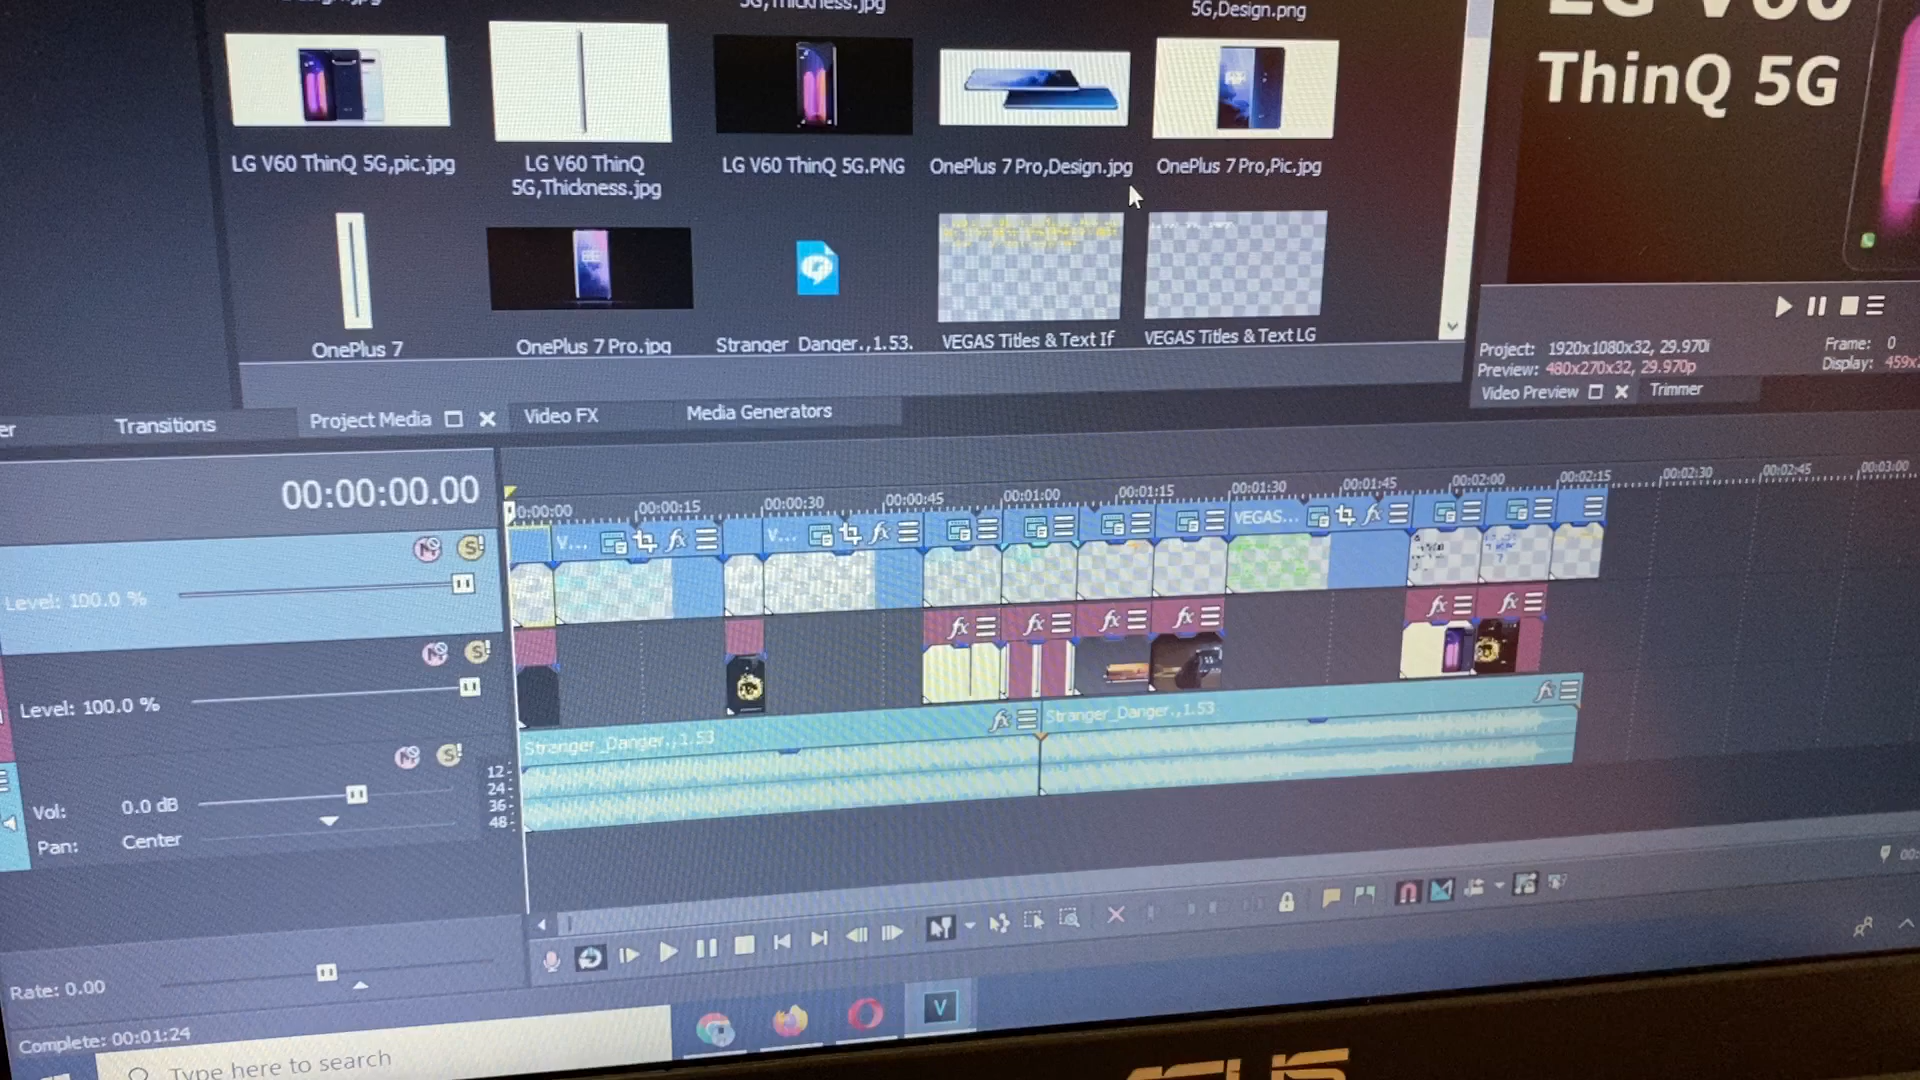 5G,Thickness.jpg
5G,Design.png
LG V60
ThinQ 5G
LG V60 ThinQ 5G,pic.jpg
LG V60 ThinQ
5G,Thickness.jpg
LG V60 ThinQ 5G.PNG
OnePlus 7 Pro,Design.jpg
OnePlus 7 Pro,Pic.jpg
OnePlus 7
OnePlus 7 Pro.jpg
Stranger_Danger.,1.53.
VEGAS Titles & Text If
VEGAS Titles & Text LG
Project: 1920x1080x32, 29.970i
Frame: 0
Preview: 480x270x32, 29.970p
Display: 459x
Video Preview
Trimmer
Transitions
Project Media
Video FX
Media Generators
00:00:00.00
0:00:00
00:00:15
00:00:30
00:00:45
00:01:00
00:01:15
00:01:30
00:01:45
00:02:00
00:02:15
00:02:30
00:02:45
00:03:00
V...
V...
VEGAS...
Level: 100.0 %
Level: 100.0 %
Stranger_Danger.,1.53
Stranger_Danger.,1.53
12
24
36
48
Vol: 0.0 dB
Pan: Center
Rate: 0.00
Complete: 00:01:24
Type here to search
ASUS